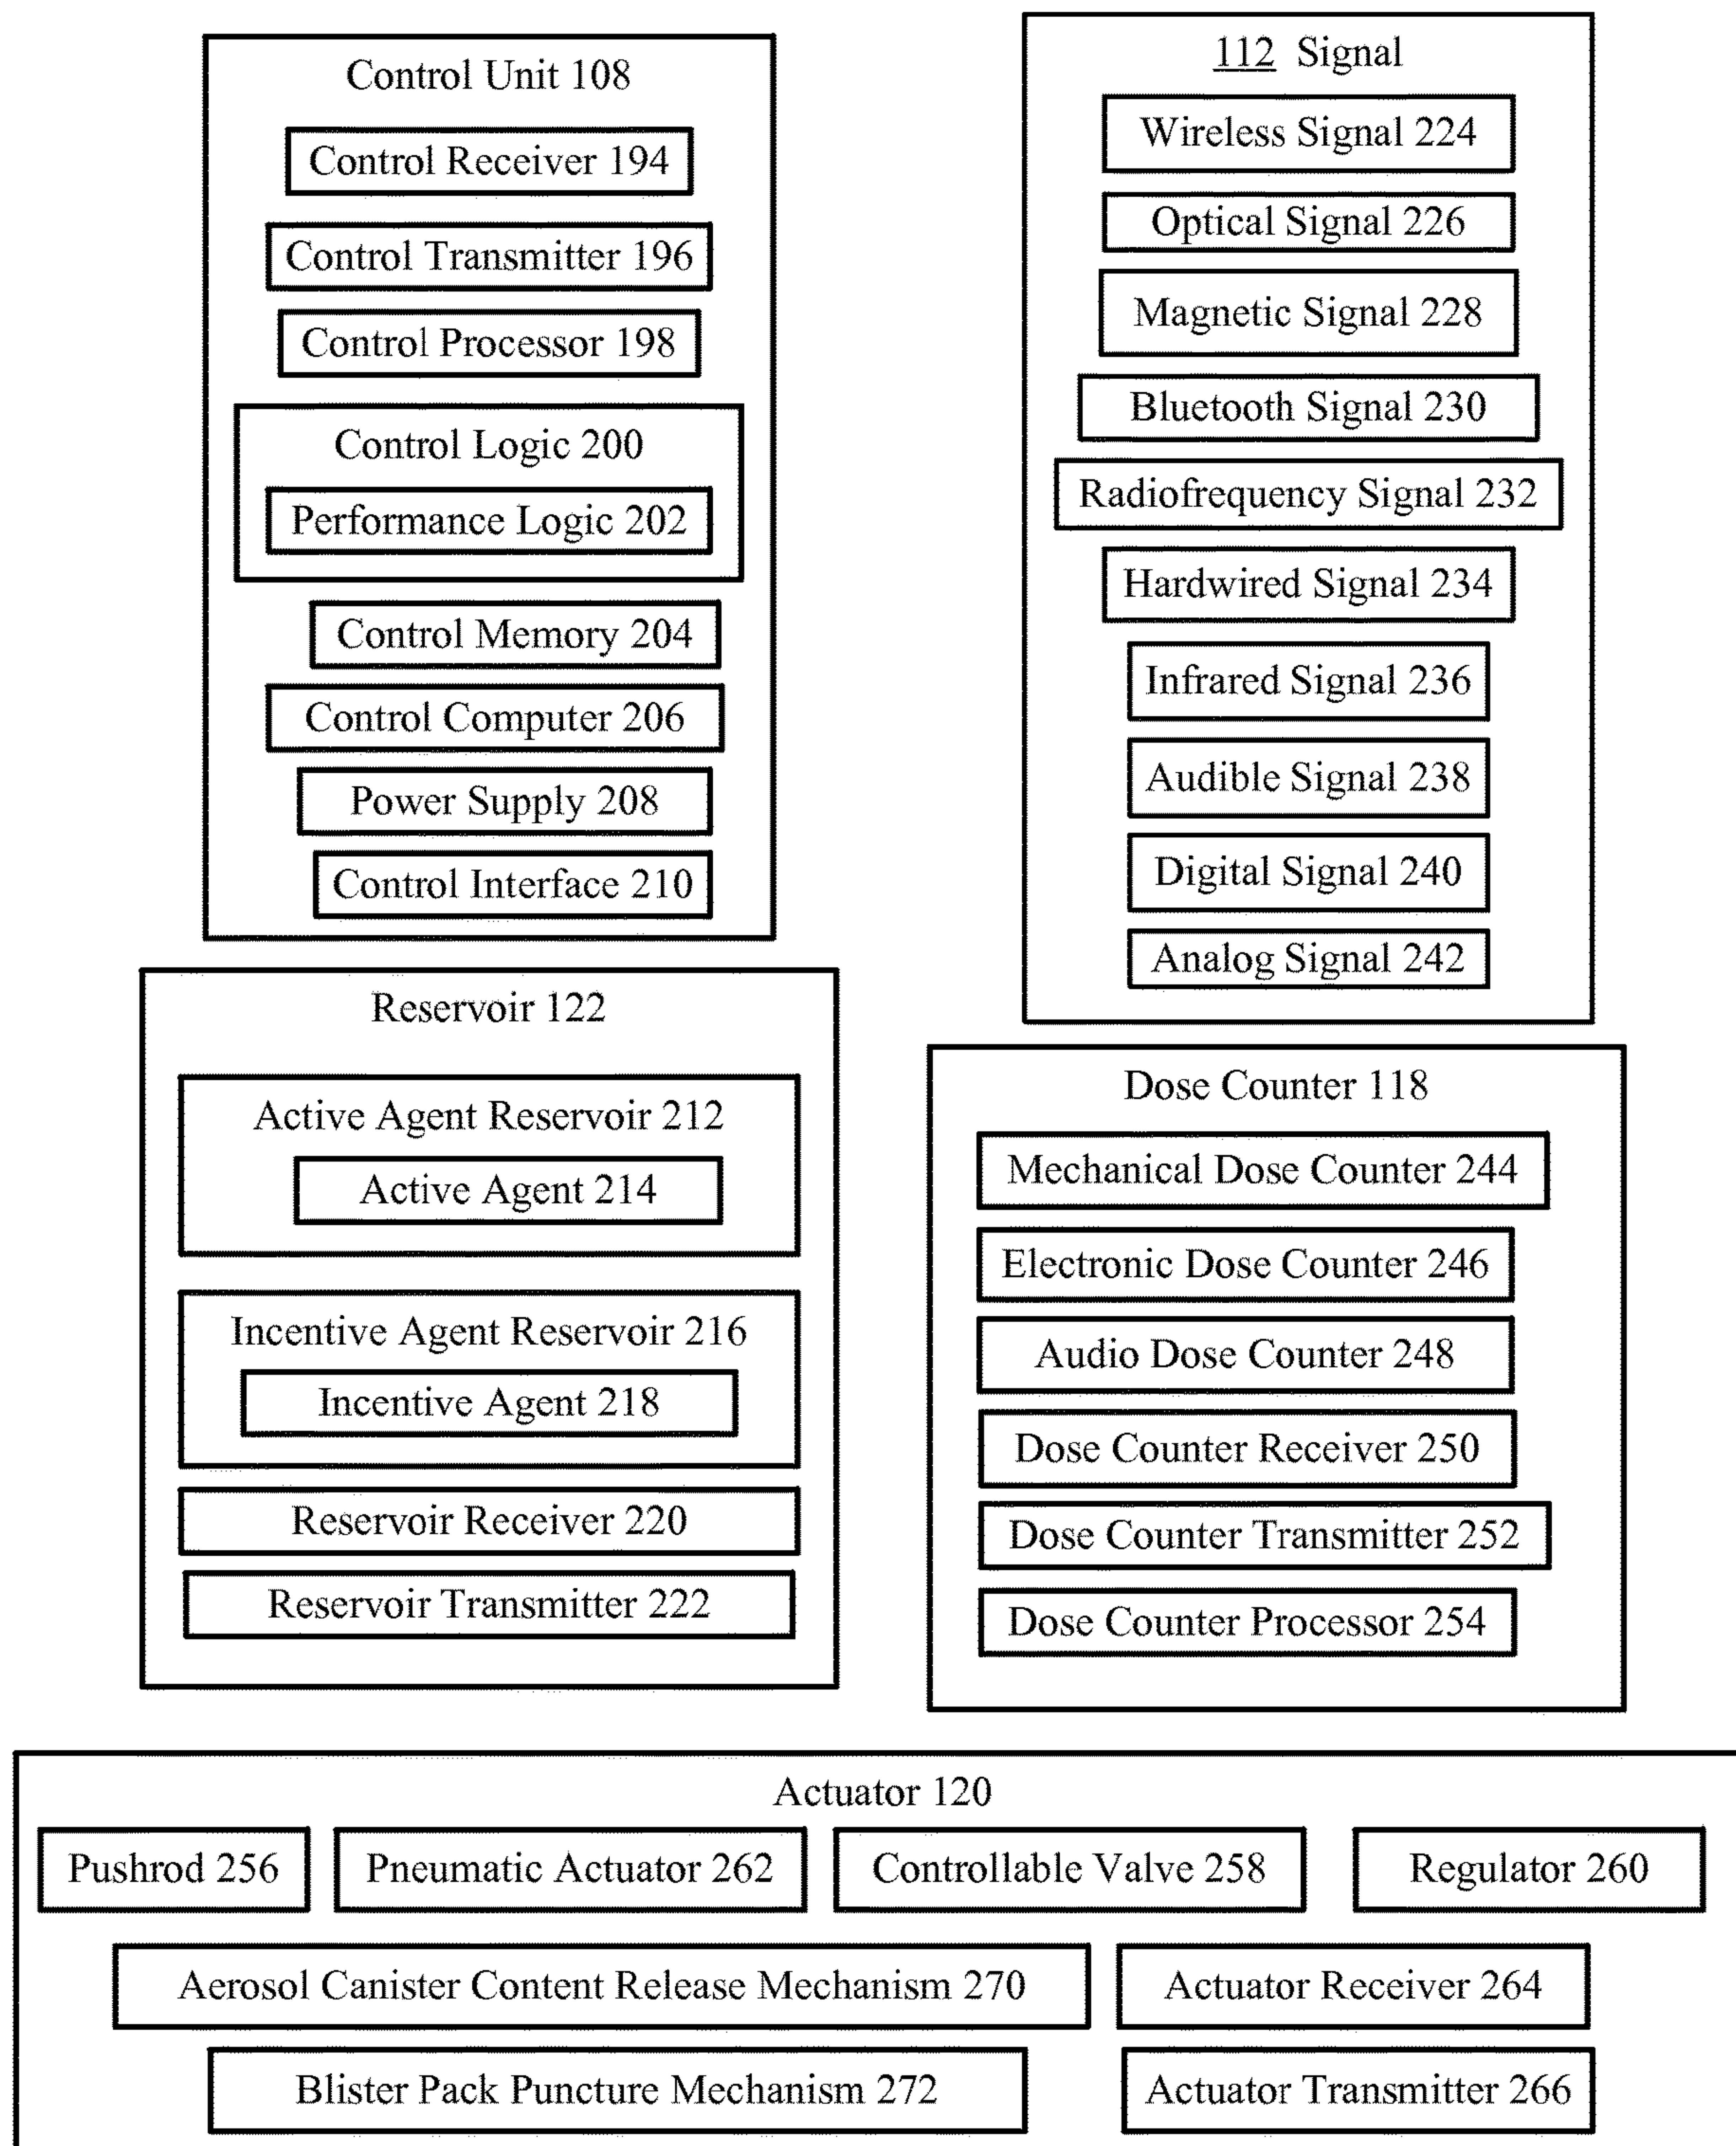 Control Unit 108
Control Receiver 194
Control Transmitter 196
Control Processor 198
Control Logic 200
Performance Logic 202
Control Memory 204
Control Computer 206
Power Supply 208
Control Interface 210
112 Signal
Wireless Signal 224
Optical Signal 226
Magnetic Signal 228
Bluetooth Signal 230
Radiofrequency Signal 232
Hardwired Signal 234
Infrared Signal 236
Audible Signal 238
Digital Signal 240
Analog Signal 242
Reservoir 122
Active Agent Reservoir 212
Active Agent 214
Incentive Agent Reservoir 216
Incentive Agent 218
Reservoir Receiver 220
Reservoir Transmitter 222
Dose Counter 118
Mechanical Dose Counter 244
Electronic Dose Counter 246
Audio Dose Counter 248
Dose Counter Receiver 250
Dose Counter Transmitter 252
Dose Counter Processor 254
Actuator 120
Pushrod 256
Pneumatic Actuator 262
Controllable Valve 258
Regulator 260
Aerosol Canister Content Release Mechanism 270
Actuator Receiver 264
Blister Pack Puncture Mechanism 272
Actuator Transmitter 266